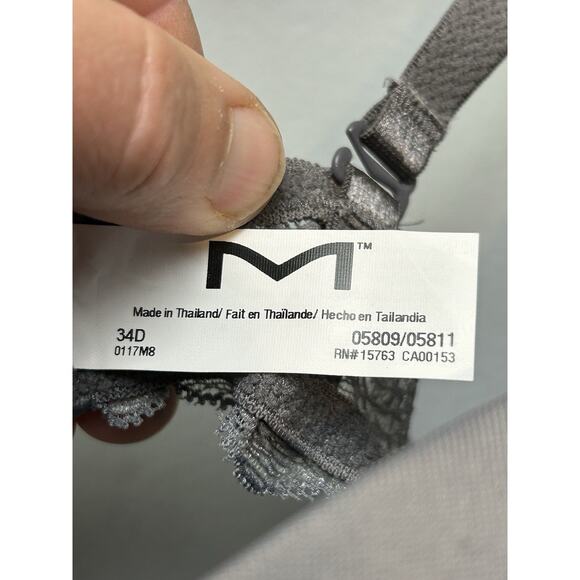 M™
Made in Thailand/ Fait en Thaïlande/ Hecho en Tailandia
34D 05809/05811
0117M8 RN#15763 CA00153